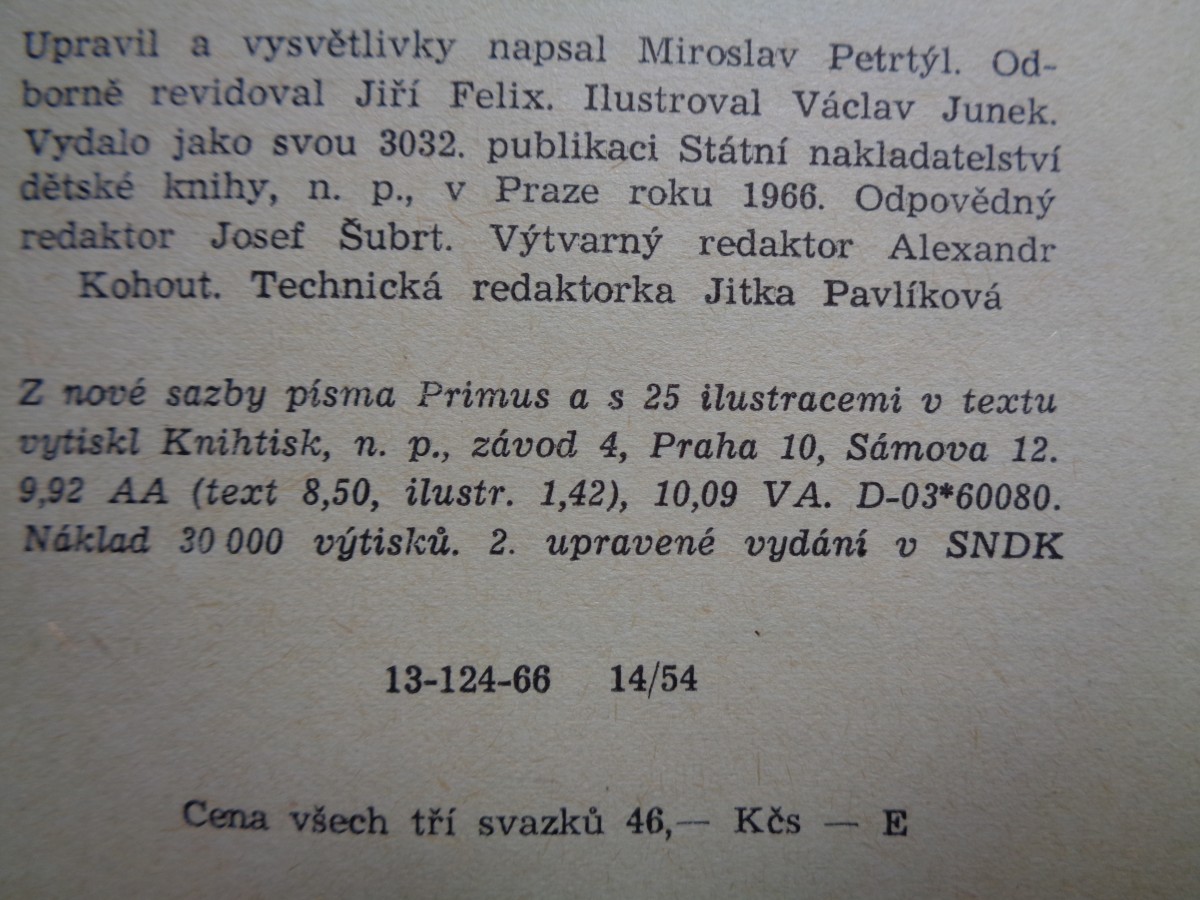 Upravil a vysvětlivky napsal Miroslav Petrtýl. Od-
borně revidoval Jiří Felix. Ilustroval Václav Junek.
Vydalo jako svou 3032. publikaci Státní nakladatelství
dětské knihy, n. p., v Praze roku 1966. Odpovědný
redaktor Josef Šubrt. Výtvarný redaktor Alexandr
Kohout. Technická redaktorka Jitka Pavlíková
Z nové sazby písma Primus a s 25 ilustracemi v textu
vytiskl Knihtisk, n. p., závod 4, Praha 10, Sámova 12.
9,92 AA (text 8,50, ilustr. 1,42), 10,09 VA. D-03*60080.
Náklad 30 000 výtisků. 2. upravené vydání v SNDK
13-124-66 14/54
Cena všech tří svazků 46,— Kčs — E